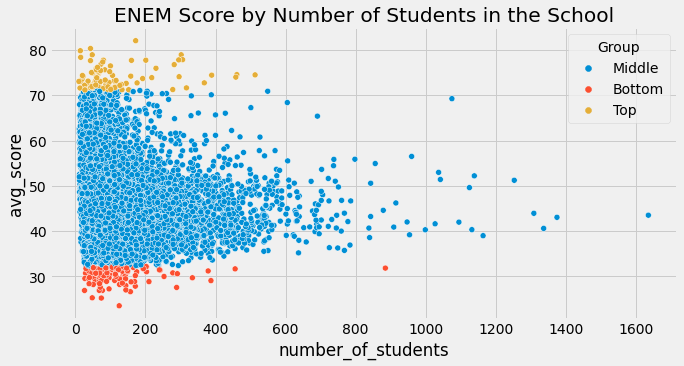 ENEM Score by Number of Students in the School
Group
Middle
Bottom
Top
avg_score
80
70
60
50
40
30
0 200 400 600 800 1000 1200 1400 1600
number_of_students